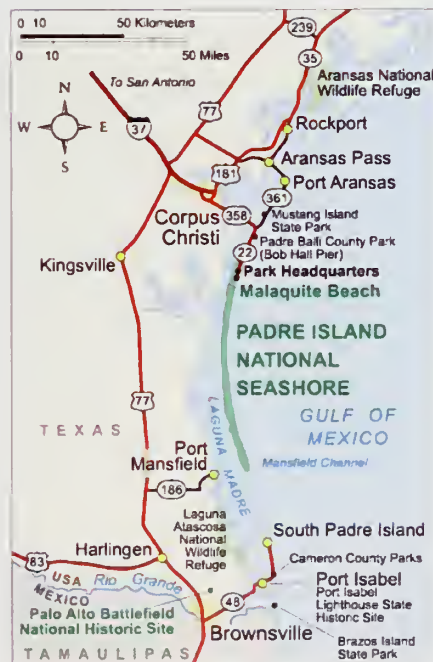 0 10 50 Kilometers
0 10 50 Miles
To San Antonio
N
W E
S
239
35
77
37
Aransas National
Wildlife Refuge
Rockport
181
Aransas Pass
Port Aransas
361
Corpus
Christi
358
Mustang Island
State Park
Padre Balli County Park
(Bob Hall Pier)
22
Kingsville
Park Headquarters
Malaquite Beach
PADRE ISLAND
NATIONAL
SEASHORE
77
TEXAS
GULF OF
MEXICO
LAGUNA MADRE
Port
Mansfield
Mansfield Channel
186
Laguna
Atascosa
National
Wildlife
Refuge
South Padre Island
83
Harlingen
Cameron County Parks
USA Rio Grande
MEXICO
Port Isabel
Port Isabel
Lighthouse State
Historic Site
Palo Alto Battlefield
National Historic Site
48
Brownsville
Brazos Island
State Park
TAMAULIPAS